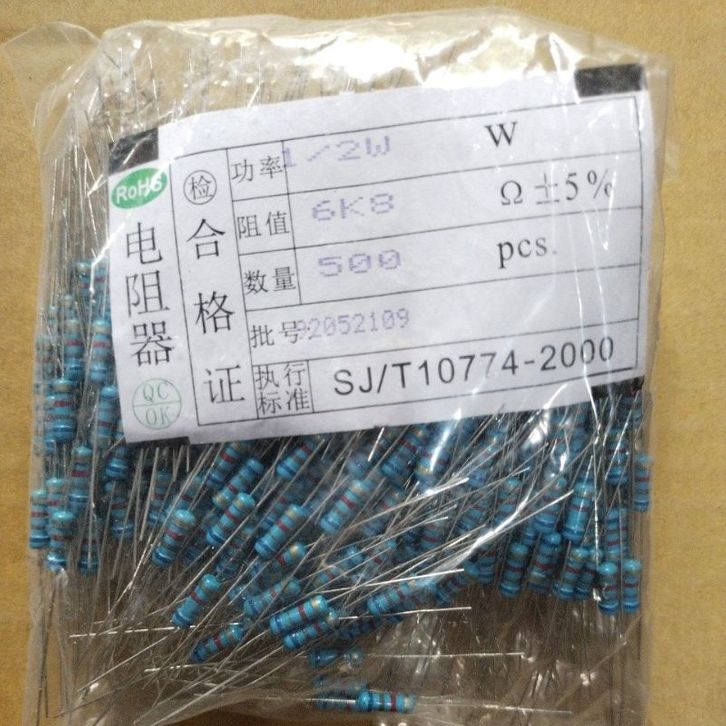 RoHS
电阻器
QC
OK
检
合格证
功率 1/2W W
阻值 6K8 Ω±5%
数量 500 pcs.
批号 92052109
执行标准 SJ/T10774-2000